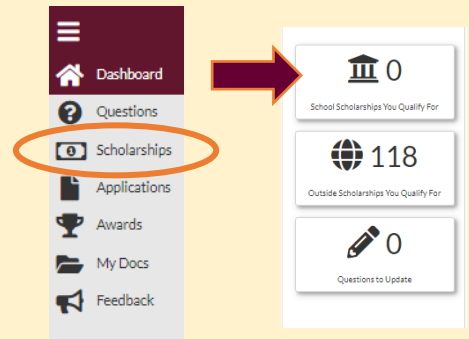 Dashboard
Questions
Scholarships
Applications
Awards
My Docs
Feedback
0
School Scholarships You Qualify For
118
Outside Scholarships You Qualify For
0
Questions to Update